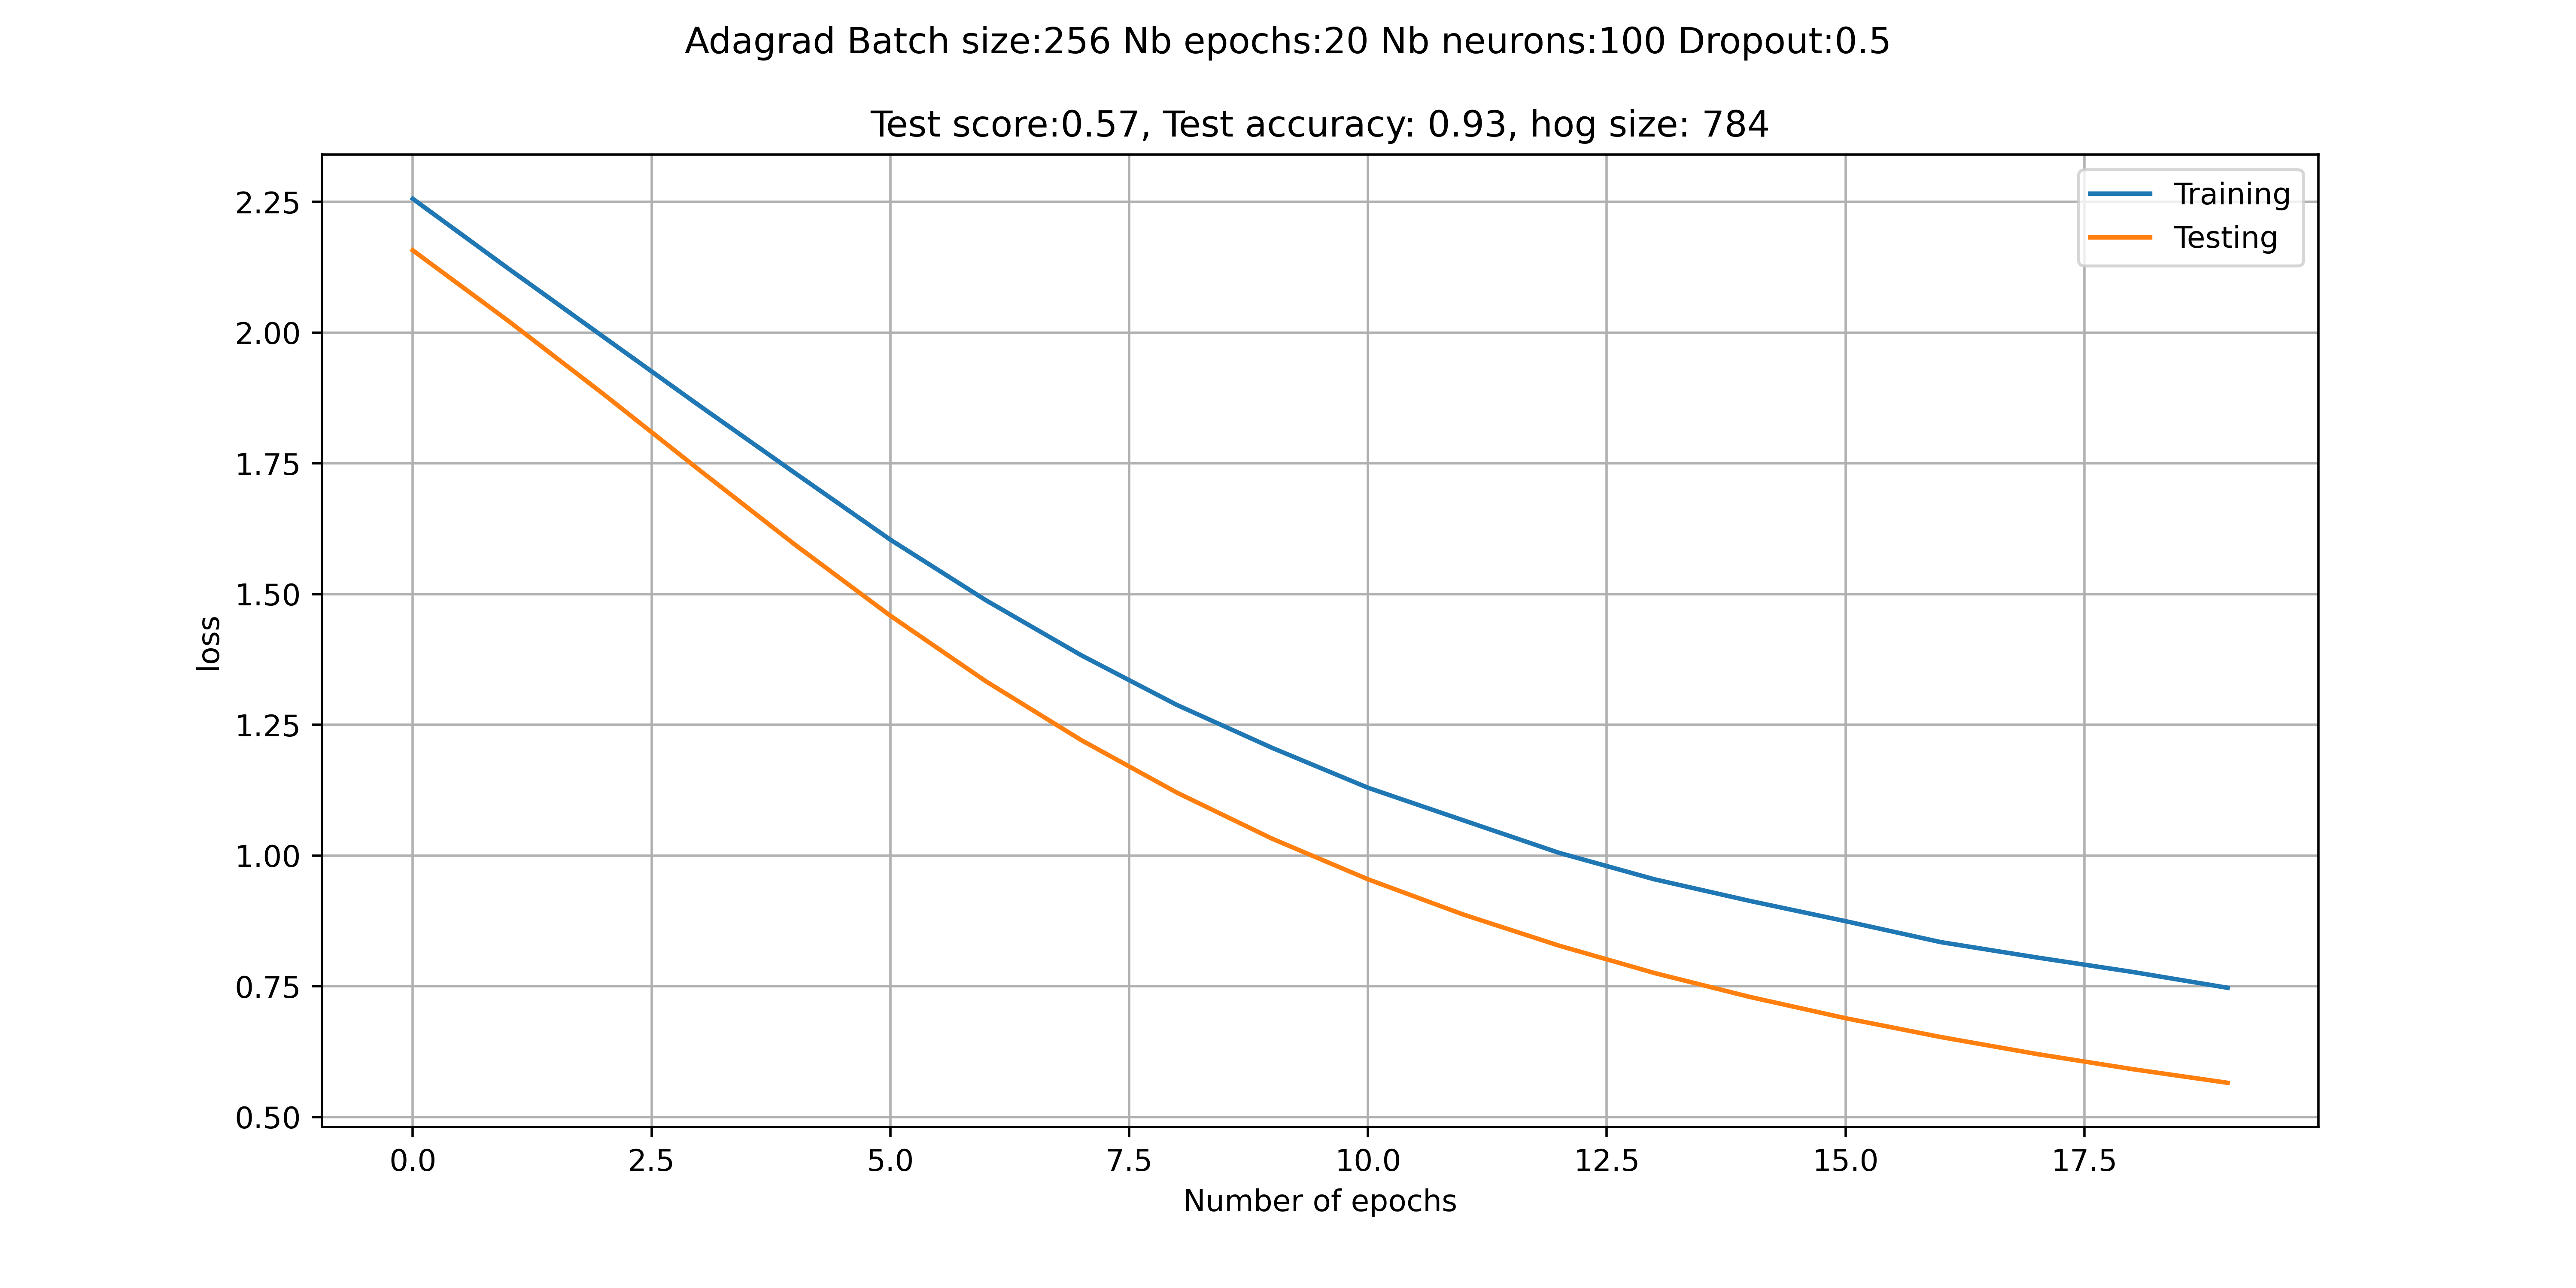 Adagrad Batch size:256 Nb epochs:20 Nb neurons:100 Dropout:0.5
Test score:0.57, Test accuracy: 0.93, hog size: 784
Training
Testing
2.25
2.00
1.75
1.50
1.25
1.00
0.75
0.50
loss
0.0 2.5 5.0 7.5 10.0 12.5 15.0 17.5
Number of epochs